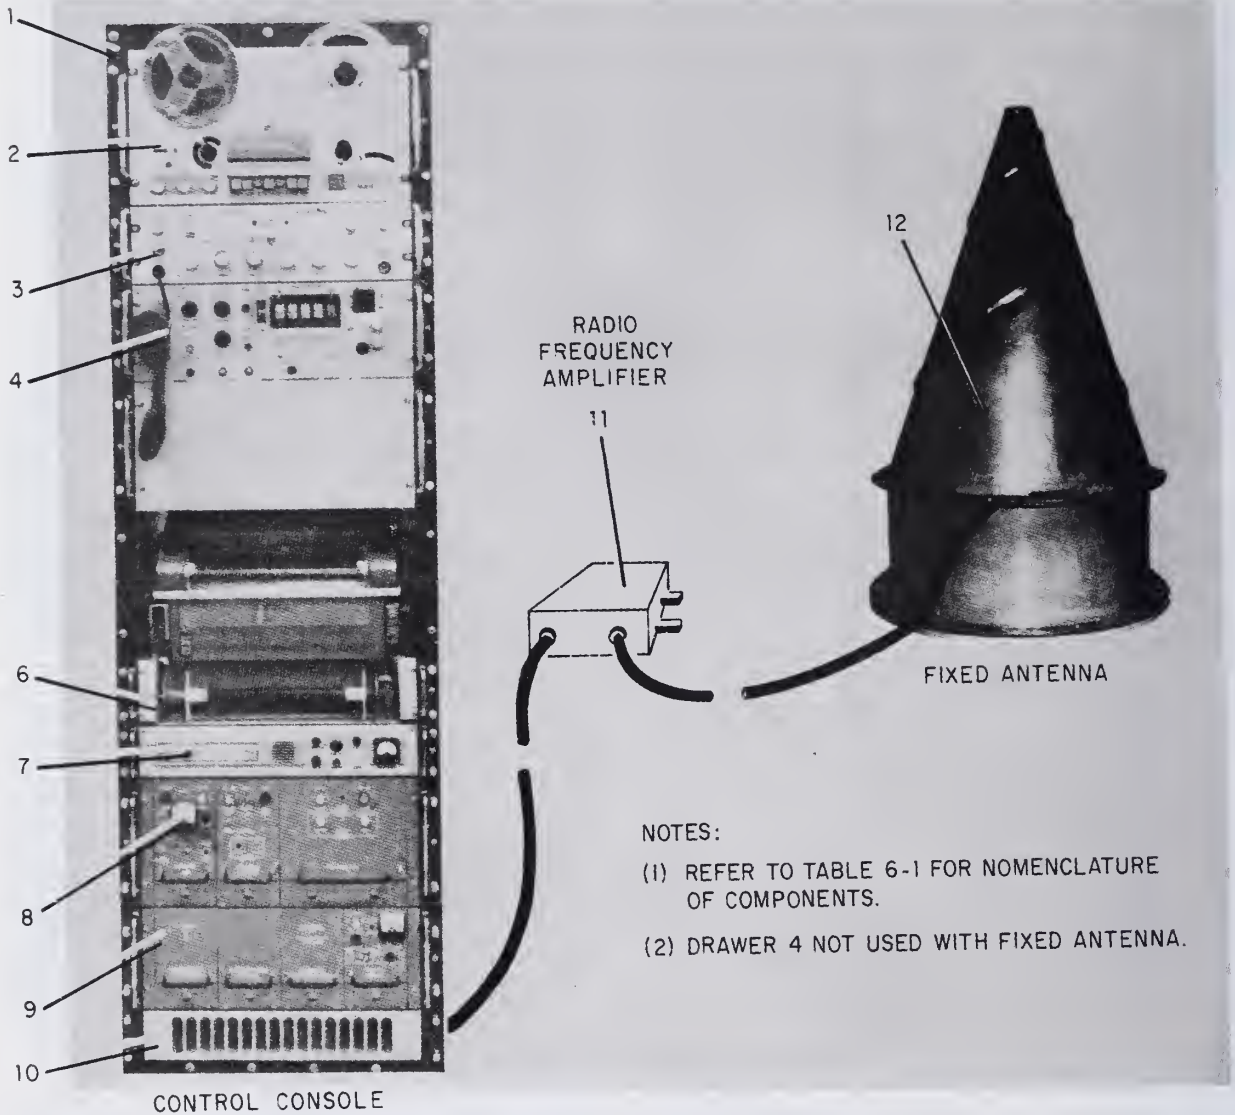 1
2
3
4
6
7
8
9
10
CONTROL CONSOLE
RADIO
FREQUENCY
AMPLIFIER
11
12
FIXED ANTENNA
NOTES:
(1) REFER TO TABLE 6-1 FOR NOMENCLATURE
OF COMPONENTS.
(2) DRAWER 4 NOT USED WITH FIXED ANTENNA.